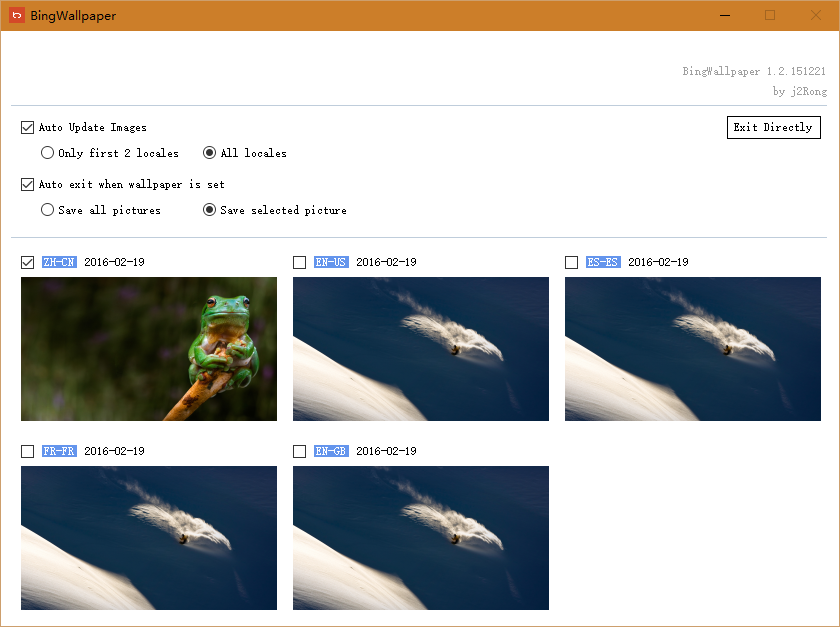 BingWallpaper
BingWallpaper 1.2.151221
by j2Rong
Auto Update Images
Exit Directly
Only first 2 locales All locales
Auto exit when wallpaper is set
Save all pictures Save selected picture
ZH-CN 2016-02-19 EN-US 2016-02-19 ES-ES 2016-02-19
FR-FR 2016-02-19 EN-GB 2016-02-19